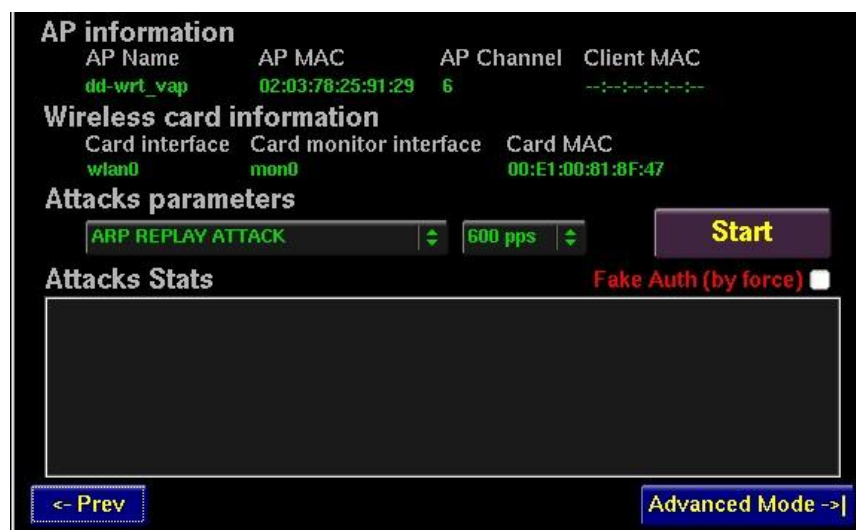 AP information
AP Name AP MAC AP Channel Client MAC
dd-wrt_vap 02:03:78:25:91:29 6 --:--:--:--:--:--
Wireless card information
Card interface Card monitor interface Card MAC
wlan0 mon0 00:E1:00:81:8F:47
Attacks parameters
ARP REPLAY ATTACK 600 pps Start
Attacks Stats Fake Auth (by force)
<- Prev Advanced Mode ->|